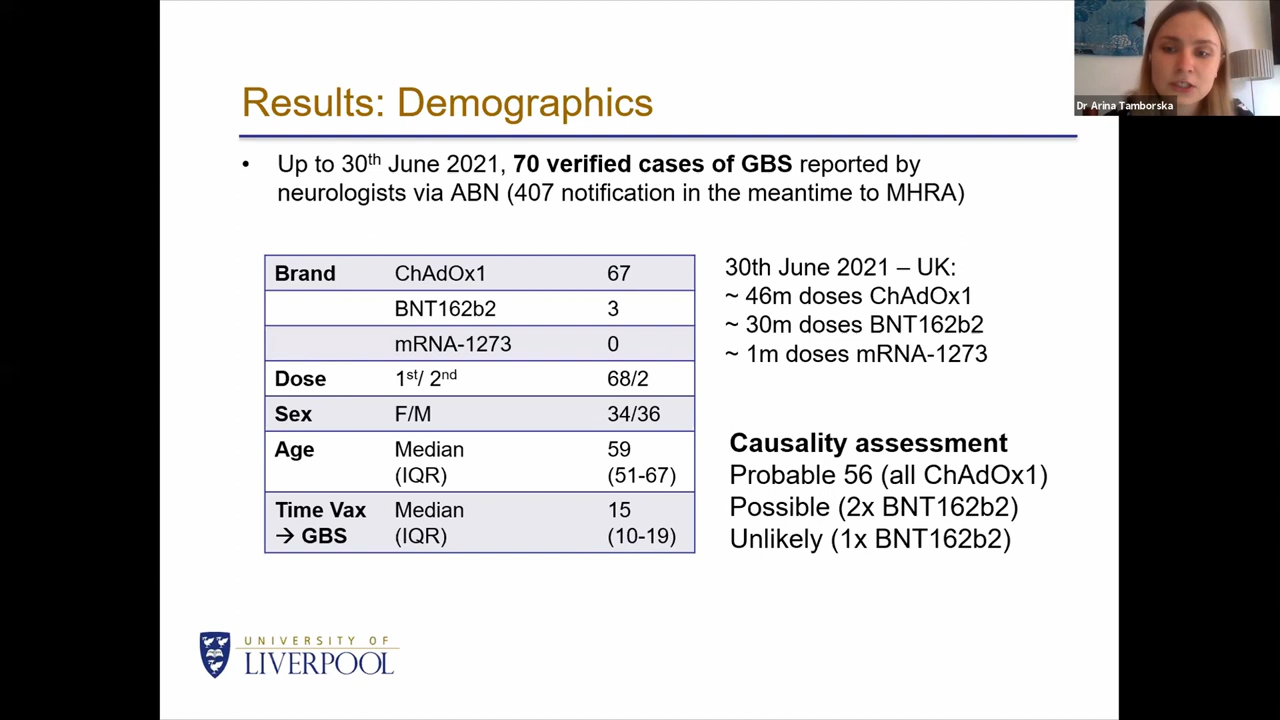 Dr Arina Tamborska
Results: Demographics
• Up to 30th June 2021, 70 verified cases of GBS reported by
neurologists via ABN (407 notification in the meantime to MHRA)
Brand ChAdOx1 67
BNT162b2 3
mRNA-1273 0
Dose 1st/ 2nd 68/2
Sex F/M 34/36
Age Median 59
(IQR) (51-67)
Time Vax Median 15
→ GBS (IQR) (10-19)
30th June 2021 – UK:
~ 46m doses ChAdOx1
~ 30m doses BNT162b2
~ 1m doses mRNA-1273
Causality assessment
Probable 56 (all ChAdOx1)
Possible (2x BNT162b2)
Unlikely (1x BNT162b2)
UNIVERSITY OF
LIVERPOOL